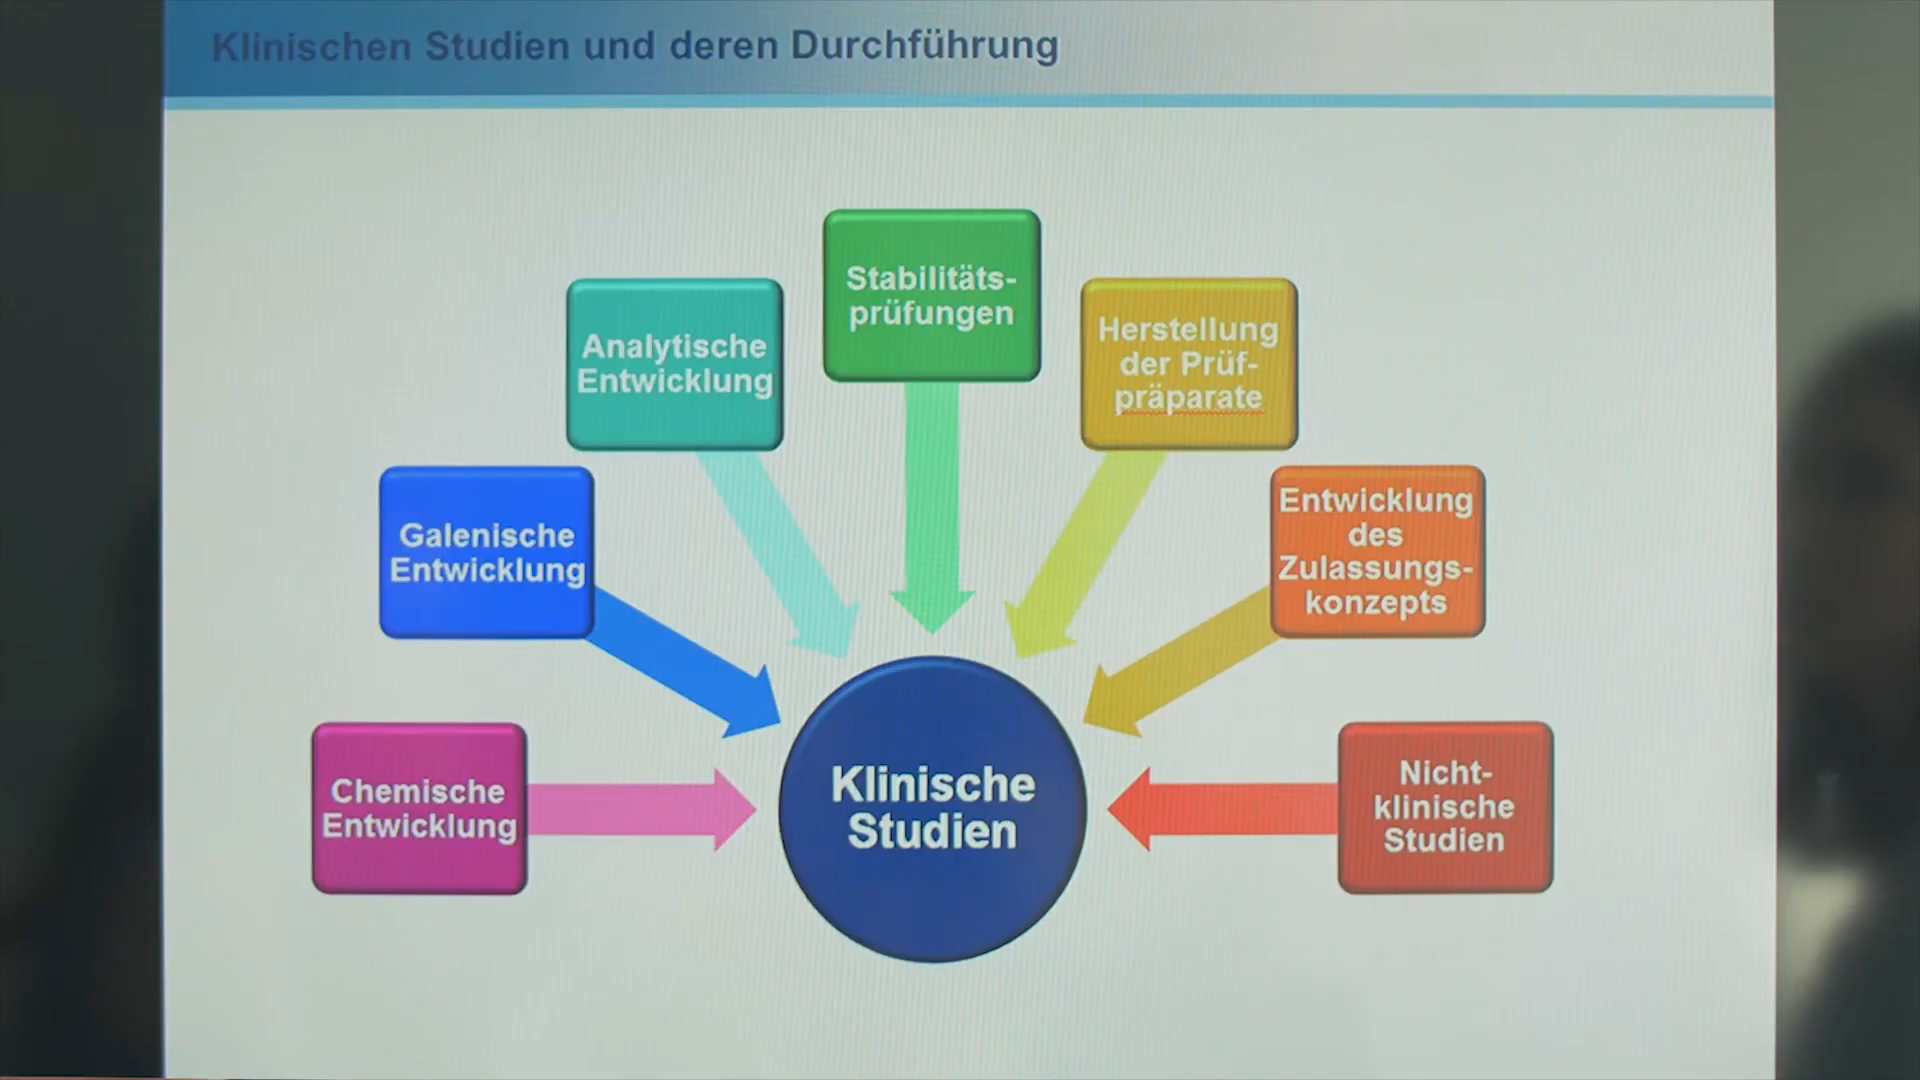 Klinischen Studien und deren Durchführung
Stabilitäts-
prüfungen
Analytische
Entwicklung
Herstellung
der Prüf-
präparate
Galenische
Entwicklung
Entwicklung
des
Zulassungs-
konzepts
Chemische
Entwicklung
Klinische
Studien
Nicht-
klinische
Studien